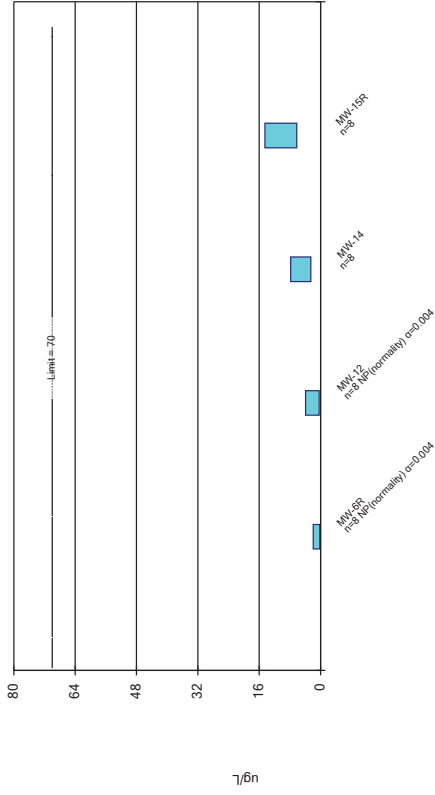 80
64
48
32
16
0
ug/L
Limit = 70
MW-6R
n=8 NP(normality) α=0.004
MW-12
n=8 NP(normality) α=0.004
MW-14
n=8
MW-15R
n=8